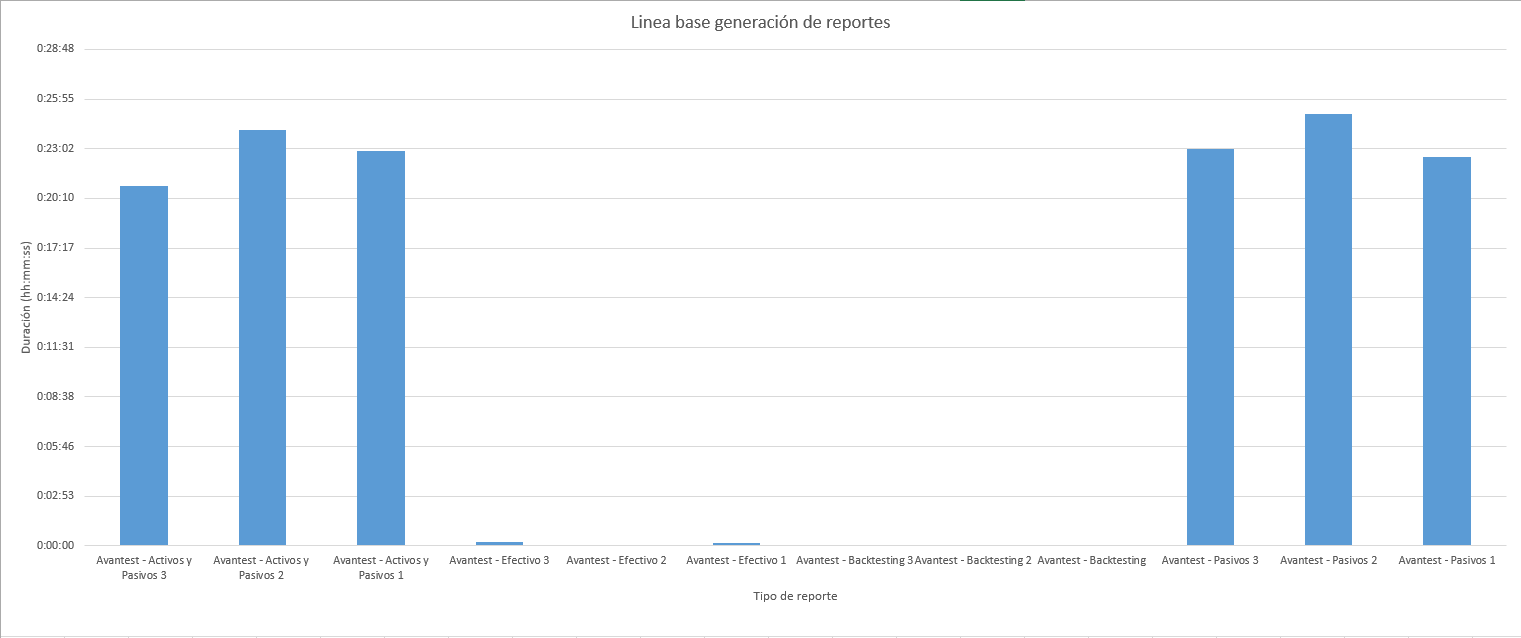 Linea base generación de reportes
0:28:48
0:25:55
0:23:02
0:20:10
0:17:17
0:14:24
0:11:31
0:08:38
0:05:46
0:02:53
0:00:00
Duración (hh:mm:ss)
Avantest - Activos y
Pasivos 3
Avantest - Activos y
Pasivos 2
Avantest - Activos y
Pasivos 1
Avantest - Efectivo 3
Avantest - Efectivo 2
Avantest - Efectivo 1
Avantest - Backtesting 3
Avantest - Backtesting 2
Avantest - Backtesting
Avantest - Pasivos 3
Avantest - Pasivos 2
Avantest - Pasivos 1
Tipo de reporte